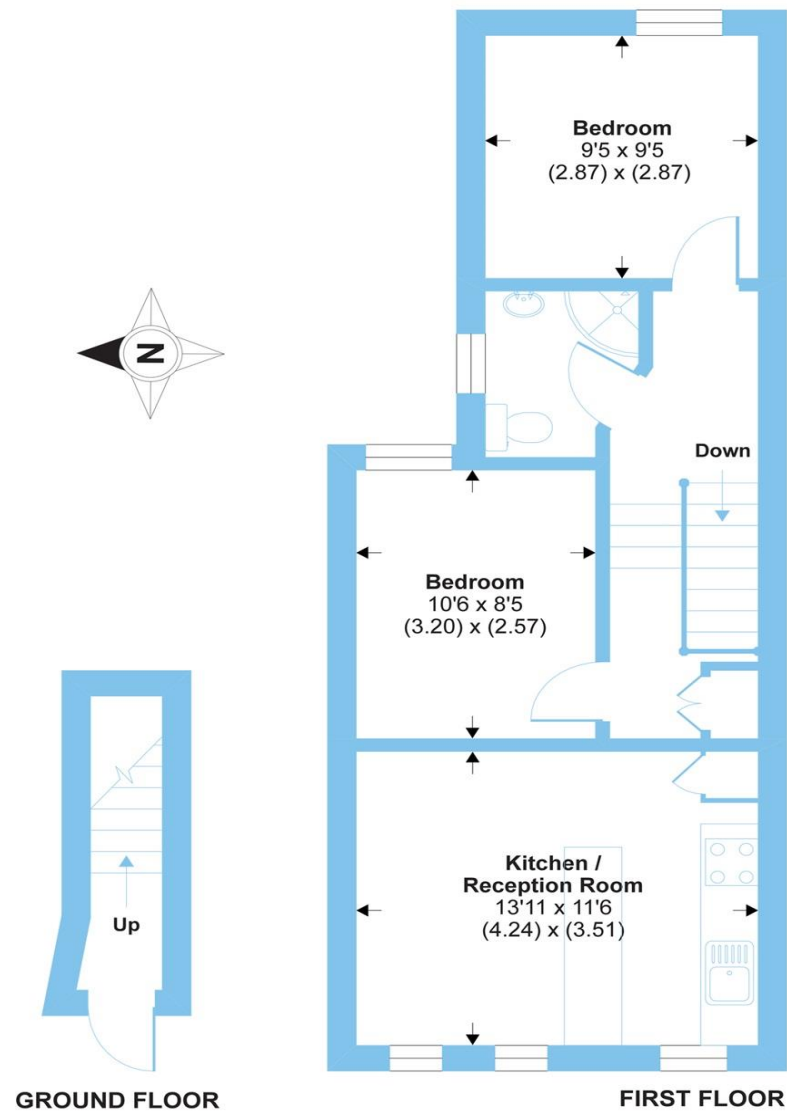 Bedroom
9'5 x 9'5
(2.87) x (2.87)
N
Down
Bedroom
10'6 x 8'5
(3.20) x (2.57)
Up
Kitchen /
Reception Room
13'11 x 11'6
(4.24) x (3.51)
GROUND FLOOR
FIRST FLOOR